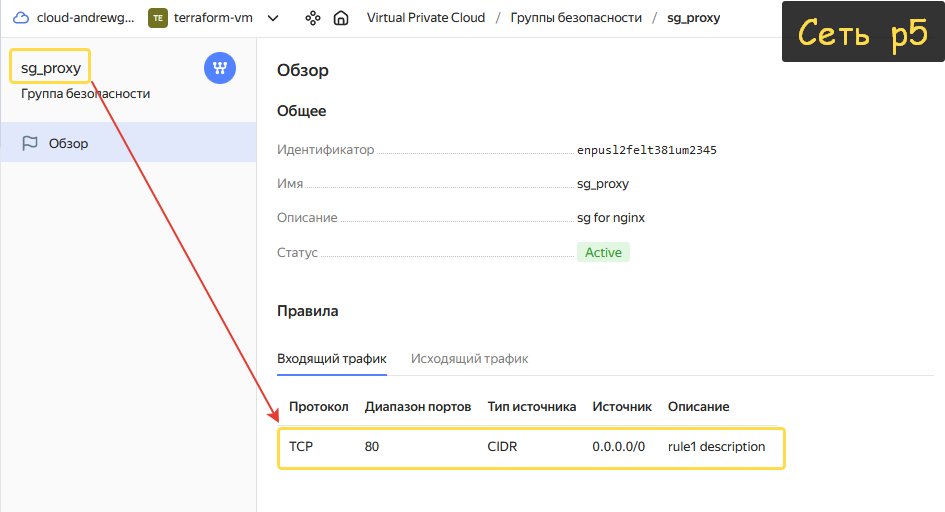 cloud-andrewg... TE terraform-vm Virtual Private Cloud / Группы безопасности / sg_proxy
Сеть p5
sg_proxy
Группа безопасности
Обзор
Обзор
Общее
Идентификатор enpusl2felt381um2345
Имя sg_proxy
Описание sg for nginx
Статус Active
Правила
Входящий трафик Исходящий трафик
Протокол Диапазон портов Тип источника Источник Описание
TCP 80 CIDR 0.0.0.0/0 rule1 description